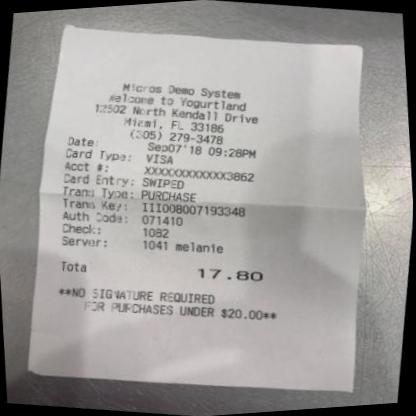 Micros Demo System
Welcome to Yogurtland
12502 North Kendall Drive
Miami, FL 33186
(305) 279-3478
Date: Sep07'18 09:28PM
Card Type: VISA
Acct #: XXXXXXXXXXXX3862
Card Entry: SWIPED
Trans Type: PURCHASE
Trans Key: III008007193348
Auth Code: 071410
Check: 1082
Server: 1041 melanie
Tota 17.80
**NO SIGNATURE REQUIRED
FOR PURCHASES UNDER $20.00**